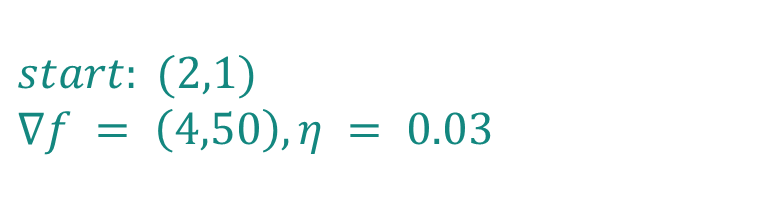 start: (2,1)
∇f = (4,50), η = 0.03